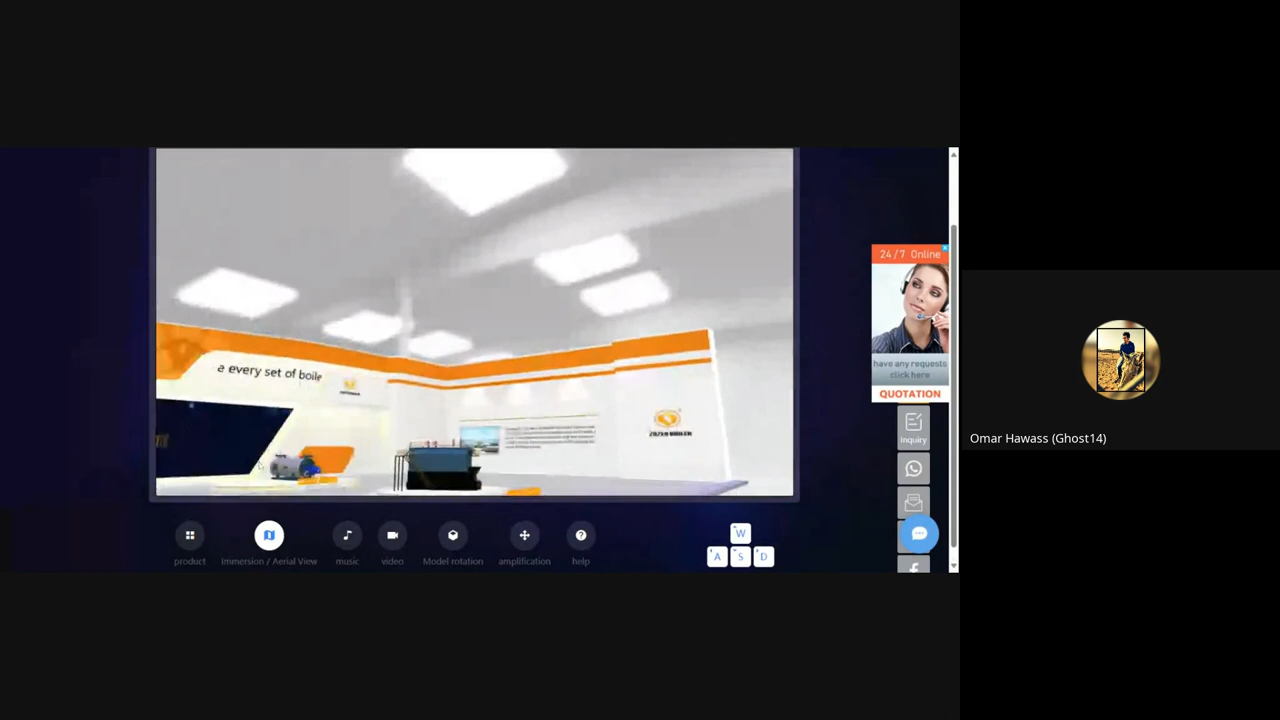 24/7 Online
have any requests
click here
QUOTATION
Inquiry
e every set of boile
ZOZEN BOILER
W
A S D
product
Immersion / Aerial View
music
video
Model rotation
amplification
help
Omar Hawass (Ghost14)